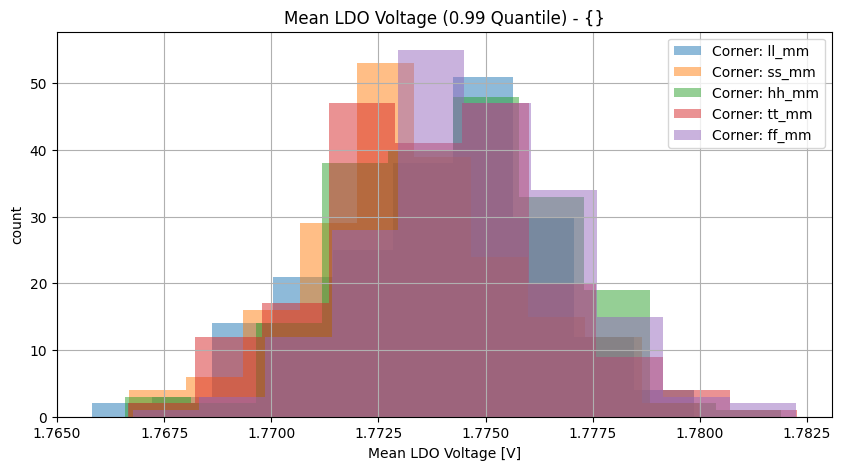 Mean LDO Voltage (0.99 Quantile) - {}
Corner: ll_mm
Corner: ss_mm
Corner: hh_mm
Corner: tt_mm
Corner: ff_mm
50
40
30
20
10
0
count
1.7650 1.7675 1.7700 1.7725 1.7750 1.7775 1.7800 1.7825
Mean LDO Voltage [V]